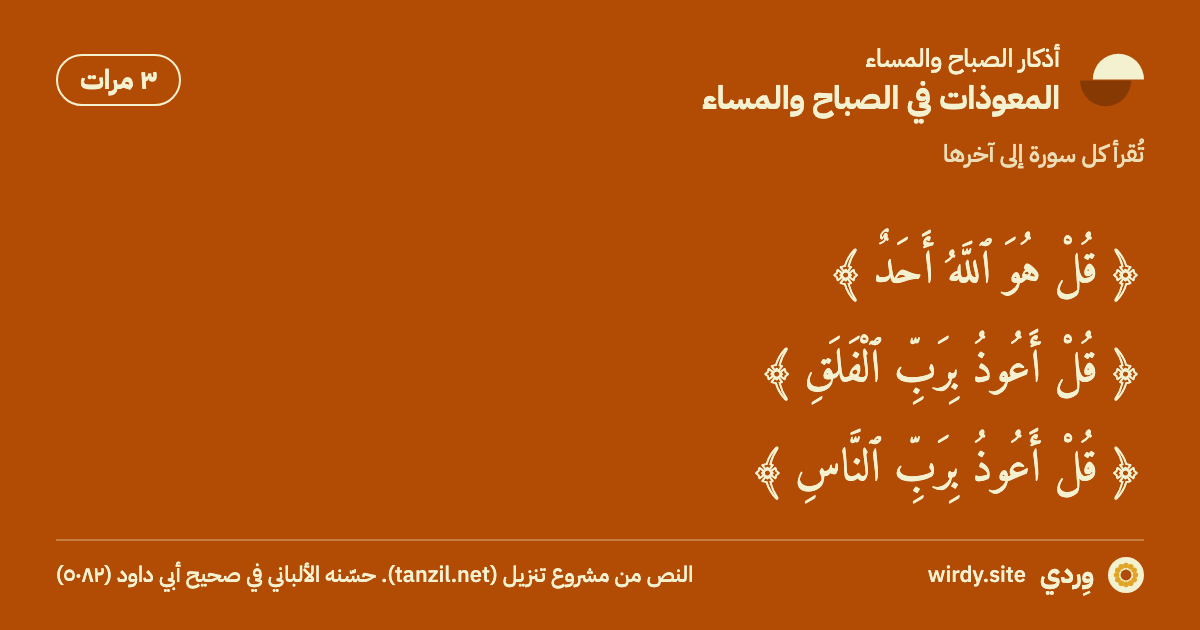 أذكار الصباح والمساء
المعوذات في الصباح والمساء
٣ مرات
تُقرأ كل سورة إلى آخرها
﴿ قُلْ هُوَ ٱللَّهُ أَحَدٌ ﴾
﴿ قُلْ أَعُوذُ بِرَبِّ ٱلْفَلَقِ ﴾
﴿ قُلْ أَعُوذُ بِرَبِّ ٱلنَّاسِ ﴾
وِردي wirdy.site
النص من مشروع تنزيل (tanzil.net). حسّنه الألباني في صحيح أبي داود (٥٠٨٢)